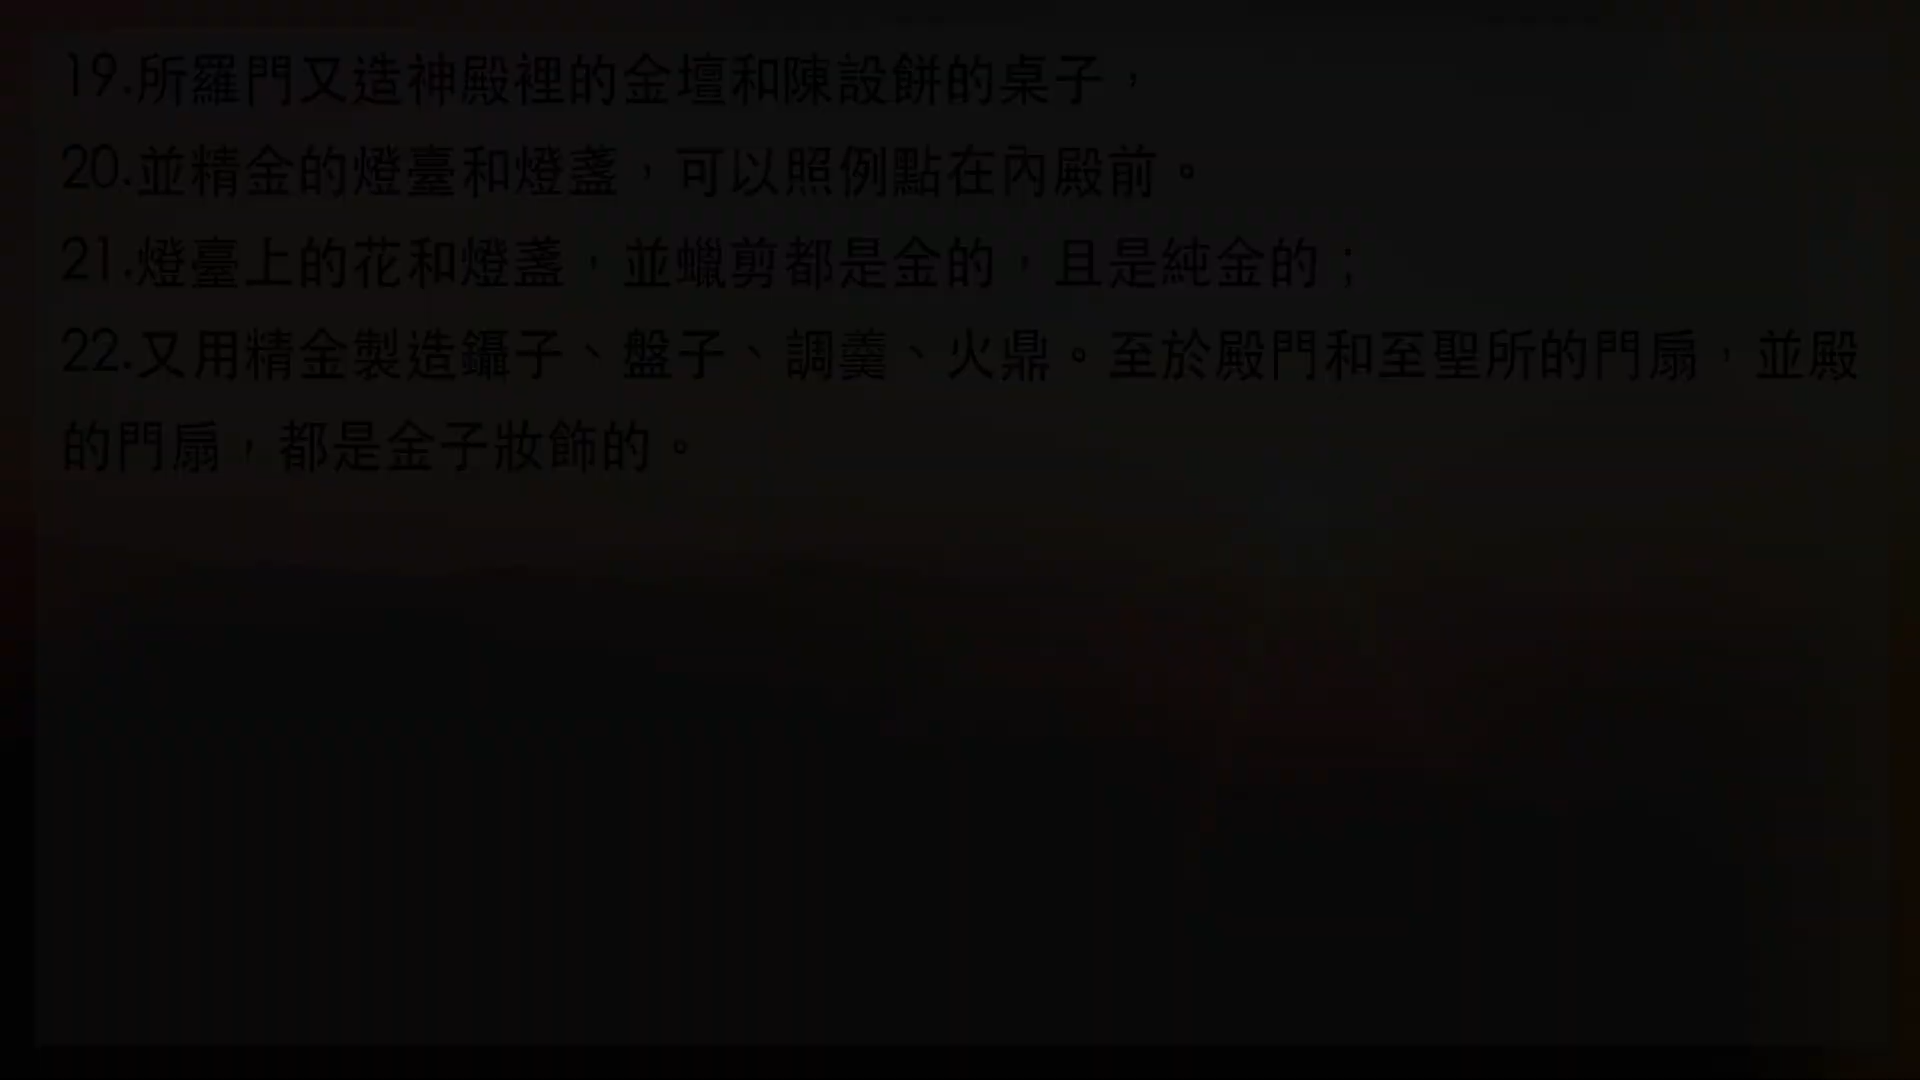 19.所羅門又造神殿裡的金壇和陳設餅的桌子，
20.並精金的燈臺和燈盞，可以照例點在內殿前。
21.燈臺上的花和燈盞，並蠟剪都是金的，且是純金的；
22.又用精金製造鑷子、盤子、調羹、火鼎。至於殿門和至聖所的門扇，並殿
的門扇，都是金子妝飾的。